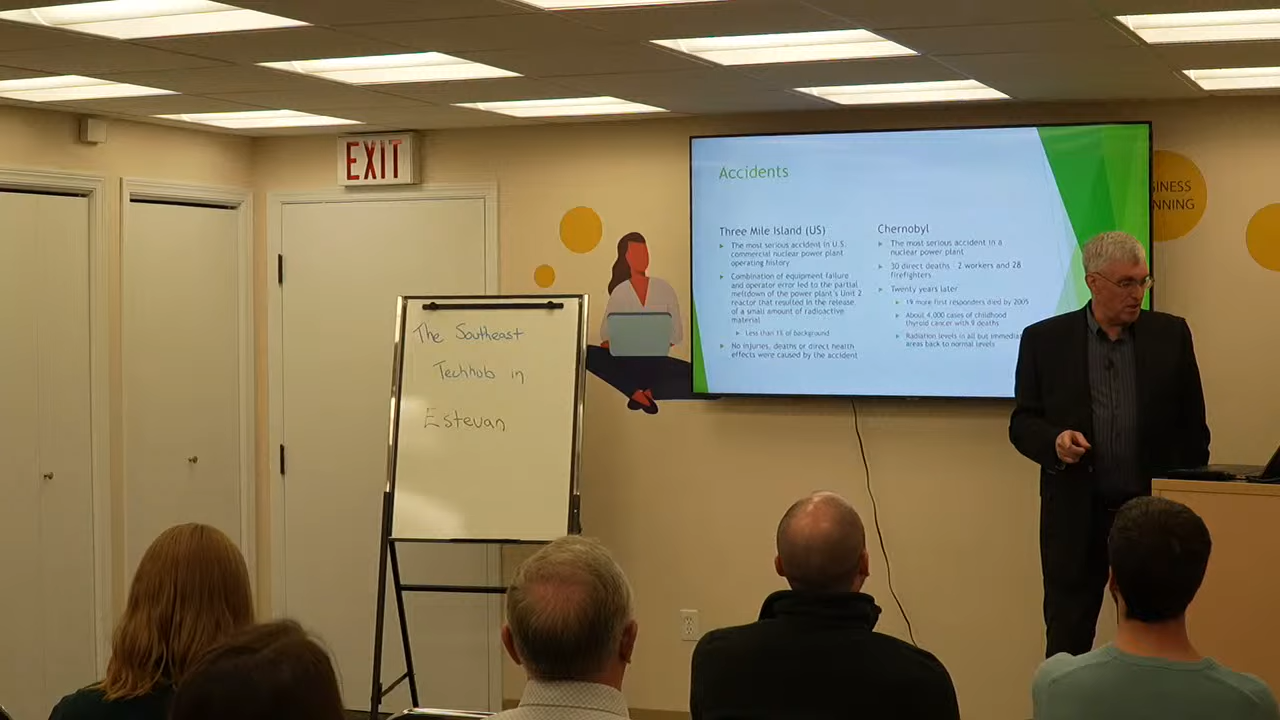 EXIT
The Southeast
Techhub in
Estevan
Accidents
Three Mile Island (US)
The most serious accident in U.S.
commercial nuclear power plant
operating history
Combination of equipment failure
and operator error led to the partial
meltdown of the power plant's Unit 2
reactor that resulted in the release
of a small amount of radioactive
material
Less than 1% of background
No injuries, deaths or direct health
effects were caused by the accident
Chernobyl
The most serious accident in a
nuclear power plant
30 direct deaths - 2 workers and 28
firefighters
Twenty years later
19 more first responders died by 2005
About 4,000 cases of childhood
thyroid cancer with 9 deaths
Radiation levels in all but
areas back to normal levels
INESS
NNING